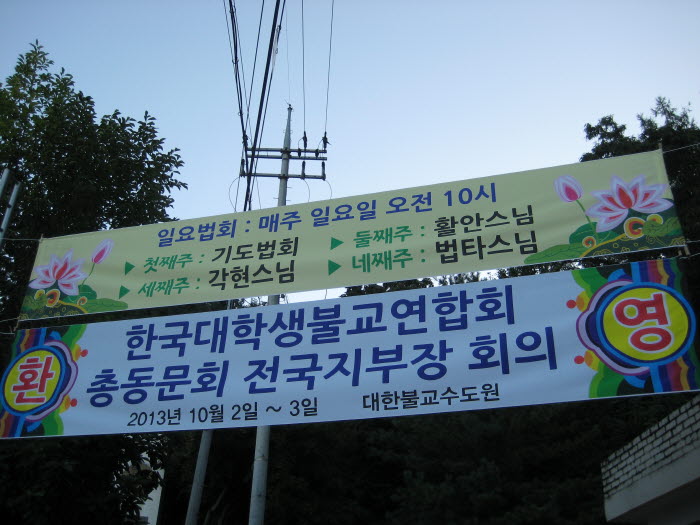 일요법회 : 매주 일요일 오전 10시
▶ 첫째주 : 기도법회 ▶ 둘째주 : 활안스님
▶ 세째주 : 각현스님 ▶ 네째주 : 법타스님
환 영
한국대학생불교연합회
총동문회 전국지부장 회의
2013년 10월 2일 ~ 3일 대한불교수도원